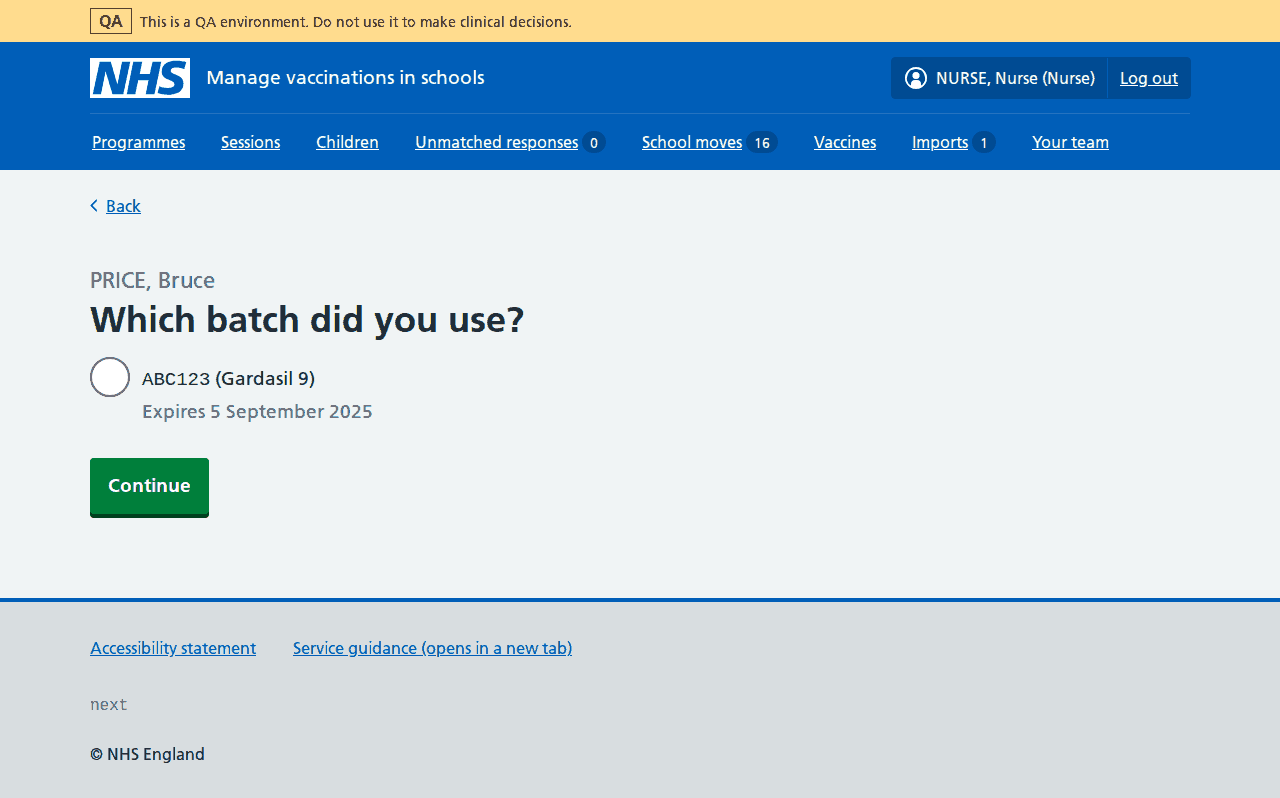 QA This is a QA environment. Do not use it to make clinical decisions.
NHS Manage vaccinations in schools NURSE, Nurse (Nurse) Log out
Programmes Sessions Children Unmatched responses 0 School moves 16 Vaccines Imports 1 Your team
Back
PRICE, Bruce
Which batch did you use?
ABC123 (Gardasil 9)
Expires 5 September 2025
Continue
Accessibility statement Service guidance (opens in a new tab)
next
© NHS England